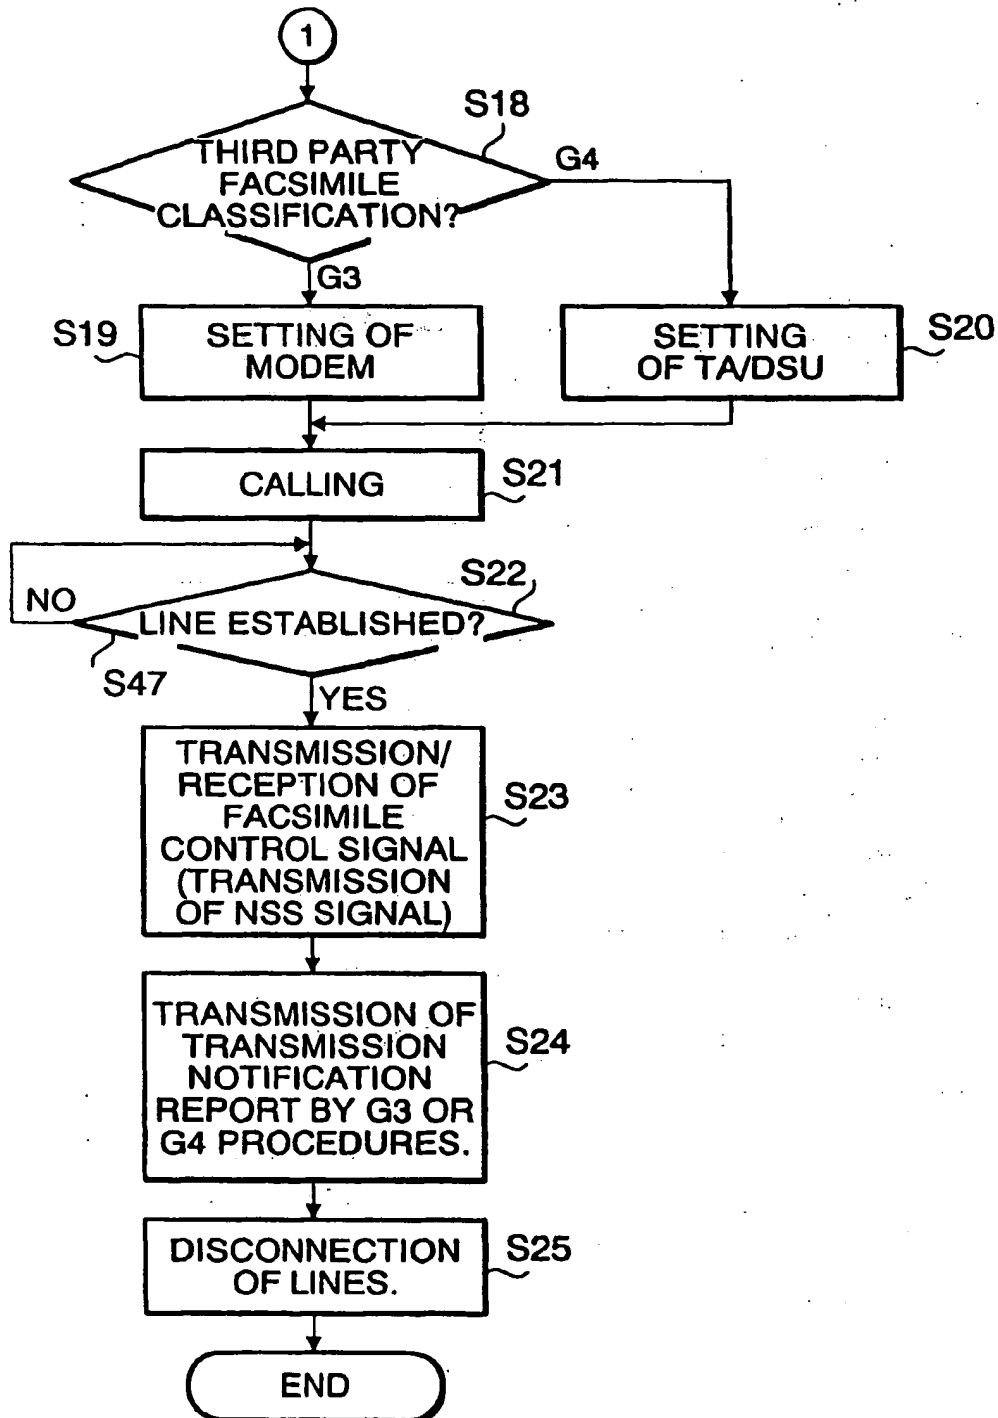 1
S18
THIRD PARTY
FACSIMILE
CLASSIFICATION?
G4
G3
S19
SETTING OF
MODEM
SETTING
OF TA/DSU
S20
CALLING
S21
NO
S22
LINE ESTABLISHED?
S47
YES
TRANSMISSION/
RECEPTION OF
FACSIMILE
CONTROL SIGNAL
(TRANSMISSION
OF NSS SIGNAL)
S23
TRANSMISSION OF
TRANSMISSION
NOTIFICATION
REPORT BY G3 OR
G4 PROCEDURES.
S24
DISCONNECTION
OF LINES.
S25
END